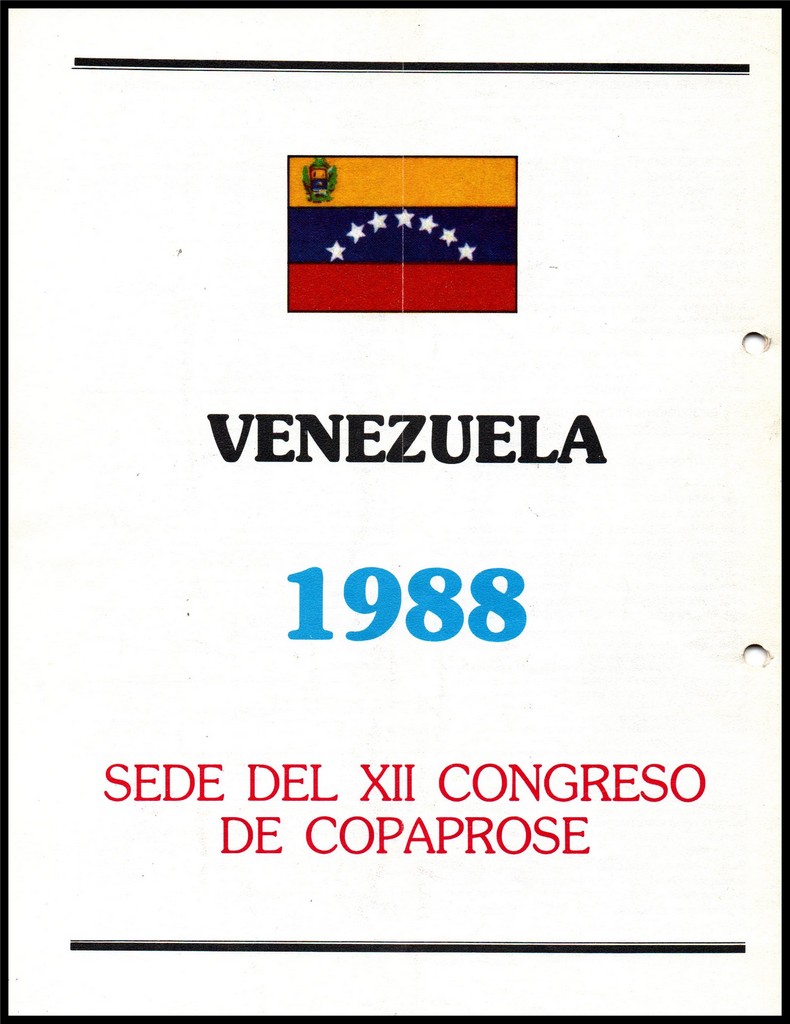 VENEZUELA
1988
SEDE DEL XII CONGRESO
DE COPAPROSE